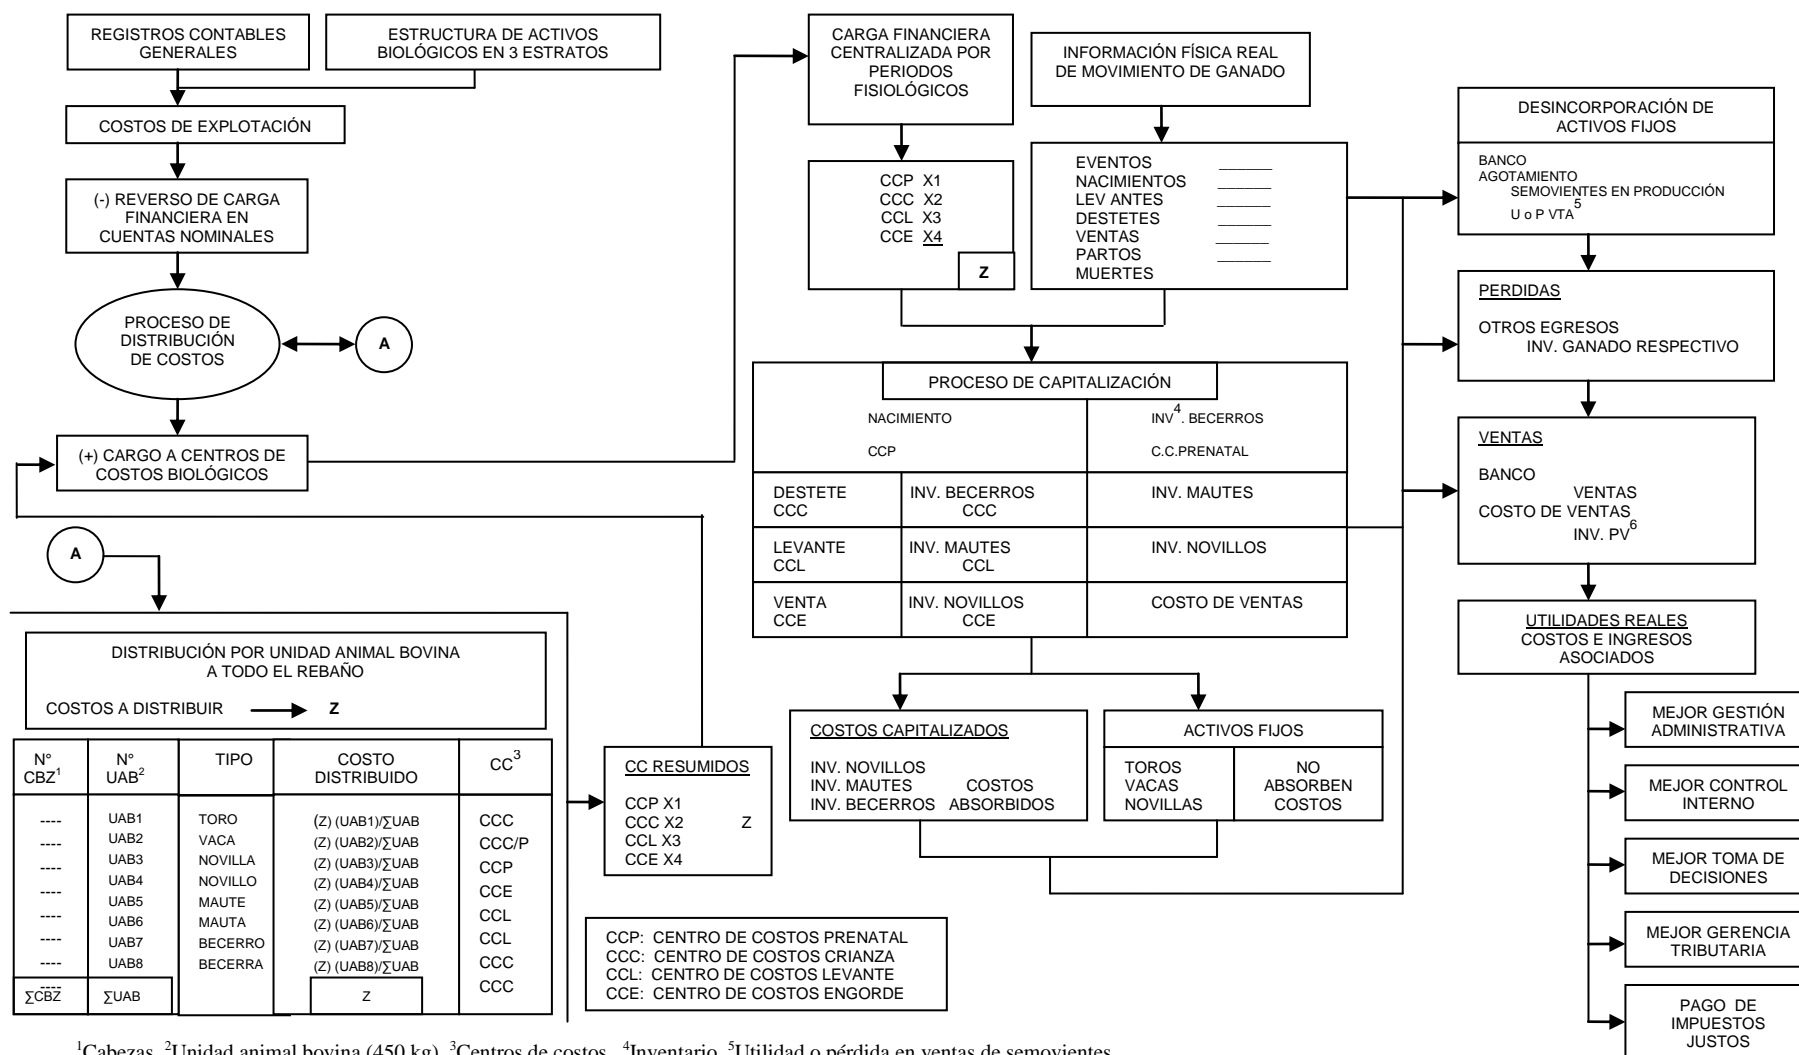 REGISTROS CONTABLES
GENERALES
ESTRUCTURA DE ACTIVOS
BIOLÓGICOS EN 3 ESTRATOS
COSTOS DE EXPLOTACIÓN
(-) REVERSO DE CARGA
FINANCIERA EN
CUENTAS NOMINALES
PROCESO DE
DISTRIBUCIÓN
DE COSTOS
A
(+) CARGO A CENTROS DE
COSTOS BIOLÓGICOS
A
DISTRIBUCIÓN POR UNIDAD ANIMAL BOVINA
A TODO EL REBAÑO
COSTOS A DISTRIBUIR Z
N° CBZ¹ N° UAB² TIPO COSTO DISTRIBUIDO CC³
---- UAB1 TORO (Z) (UAB1)/∑UAB CCC
---- UAB2 VACA (Z) (UAB2)/∑UAB CCC/P
---- UAB3 NOVILLA (Z) (UAB3)/∑UAB CCP
---- UAB4 NOVILLO (Z) (UAB4)/∑UAB CCE
---- UAB5 MAUTE (Z) (UAB5)/∑UAB CCL
---- UAB6 MAUTA (Z) (UAB6)/∑UAB CCL
---- UAB7 BECERRO (Z) (UAB7)/∑UAB CCC
---- UAB8 BECERRA (Z) (UAB8)/∑UAB CCC
----
∑CBZ ∑UAB Z
CC RESUMIDOS
CCP X1
CCC X2 Z
CCL X3
CCE X4
CCP: CENTRO DE COSTOS PRENATAL
CCC: CENTRO DE COSTOS CRIANZA
CCL: CENTRO DE COSTOS LEVANTE
CCE: CENTRO DE COSTOS ENGORDE
CARGA FINANCIERA
CENTRALIZADA POR
PERIODOS
FISIOLÓGICOS
CCP X1
CCC X2
CCL X3
CCE X4
Z
INFORMACIÓN FÍSICA REAL
DE MOVIMIENTO DE GANADO
EVENTOS ______
NACIMIENTOS ______
LEV ANTES ______
DESTETES ______
VENTAS ______
PARTOS ______
MUERTES
PROCESO DE CAPITALIZACIÓN
NACIMIENTO INV⁴. BECERROS
CCP C.C.PRENATAL
DESTETE INV. BECERROS INV. MAUTES
CCC CCC
LEVANTE INV. MAUTES INV. NOVILLOS
CCL CCL
VENTA INV. NOVILLOS COSTO DE VENTAS
CCE CCE
COSTOS CAPITALIZADOS
INV. NOVILLOS
INV. MAUTES COSTOS
INV. BECERROS ABSORBIDOS
ACTIVOS FIJOS
TOROS NO
VACAS ABSORBEN
NOVILLAS COSTOS
DESINCORPORACIÓN DE
ACTIVOS FIJOS
BANCO
AGOTAMIENTO
SEMOVIENTES EN PRODUCCIÓN
U o P VTA⁵
PERDIDAS
OTROS EGRESOS
INV. GANADO RESPECTIVO
VENTAS
BANCO
VENTAS
COSTO DE VENTAS
INV. PV⁶
UTILIDADES REALES
COSTOS E INGRESOS
ASOCIADOS
MEJOR GESTIÓN
ADMINISTRATIVA
MEJOR CONTROL
INTERNO
MEJOR TOMA DE
DECISIONES
MEJOR GERENCIA
TRIBUTARIA
PAGO DE
IMPUESTOS
JUSTOS
¹Cabezas, ²Unidad animal bovina (450 kg), ³Centros de costos, ⁴Inventario, ⁵Utilidad o pérdida en ventas de semovientes